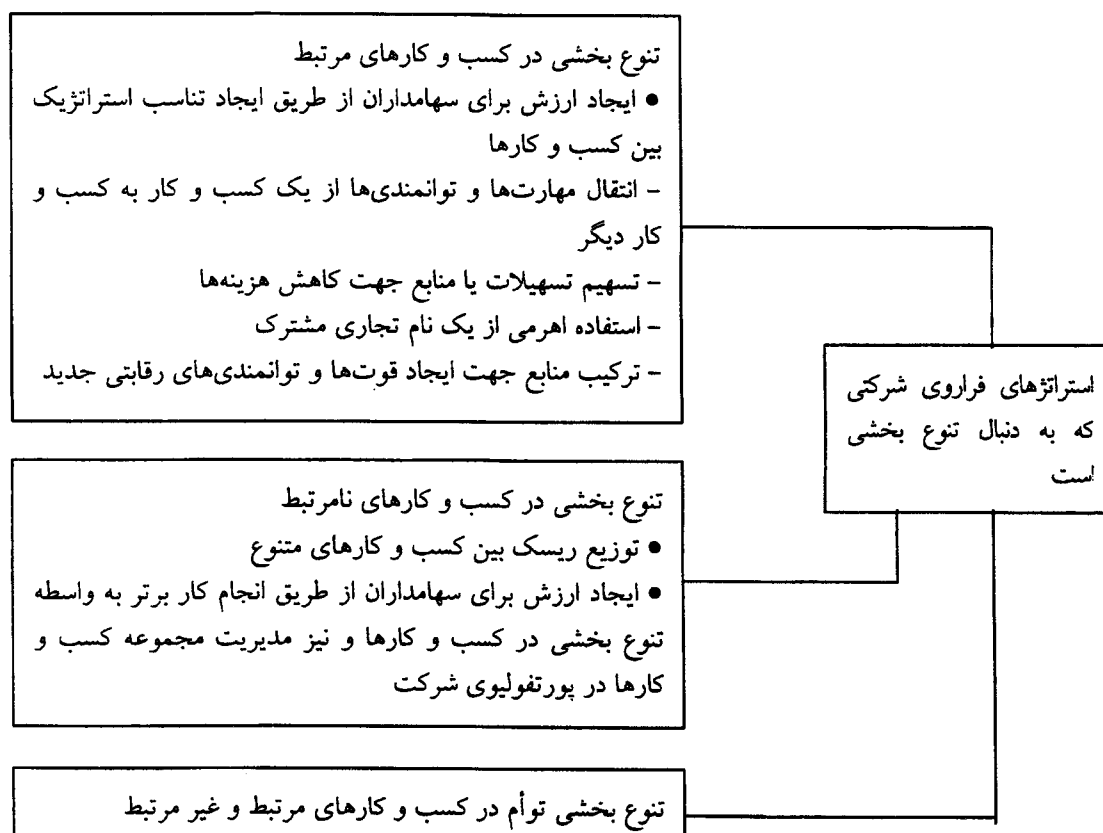 تنوع بخشی در کسب و کارهای مرتبط
● ایجاد ارزش برای سهامداران از طریق ایجاد تناسب استراتژیک
بین کسب و کارها
- انتقال مهارت‌ها و توانمندی‌ها از یک کسب و کار به کسب و
کار دیگر
- تسهیم تسهیلات یا منابع جهت کاهش هزینه‌ها
- استفاده اهرمی از یک نام تجاری مشترک
- ترکیب منابع جهت ایجاد قوت‌ها و توانمندی‌های رقابتی جدید
استراتژهای فراروی شرکتی
که به دنبال تنوع بخشی
است
تنوع بخشی در کسب و کارهای نامرتبط
● توزیع ریسک بین کسب و کارهای متنوع
● ایجاد ارزش برای سهامداران از طریق انجام کار برتر به واسطه
تنوع بخشی در کسب و کارها و نیز مدیریت مجموعه کسب و
کارها در پورتفولیوی شرکت
تنوع بخشی توأم در کسب و کارهای مرتبط و غیر مرتبط